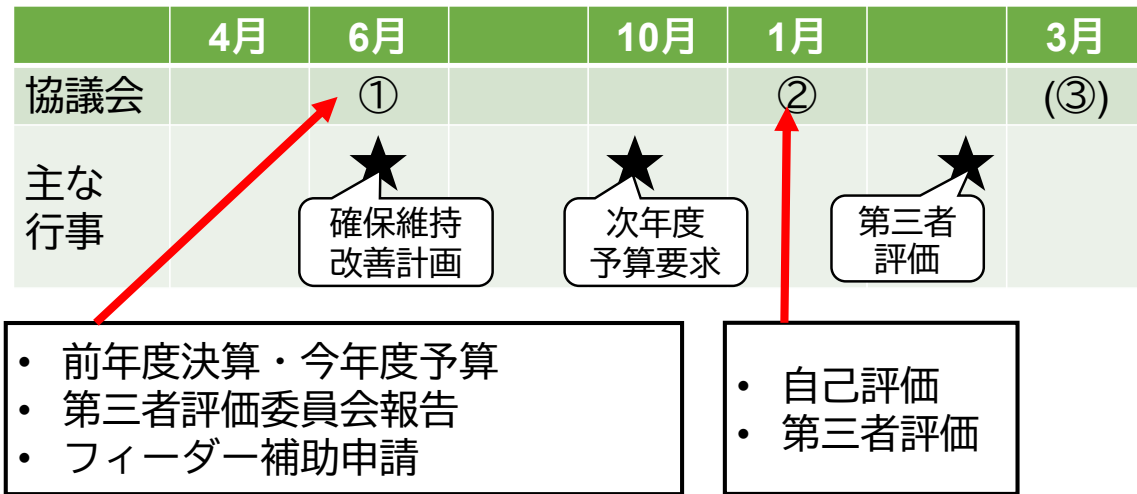 4月 6月 10月 1月 3月
協議会 ① ② (③)
主な
行事
確保維持
改善計画
次年度
予算要求
第三者
評価
• 前年度決算・今年度予算
• 第三者評価委員会報告
• フィーダー補助申請
• 自己評価
• 第三者評価